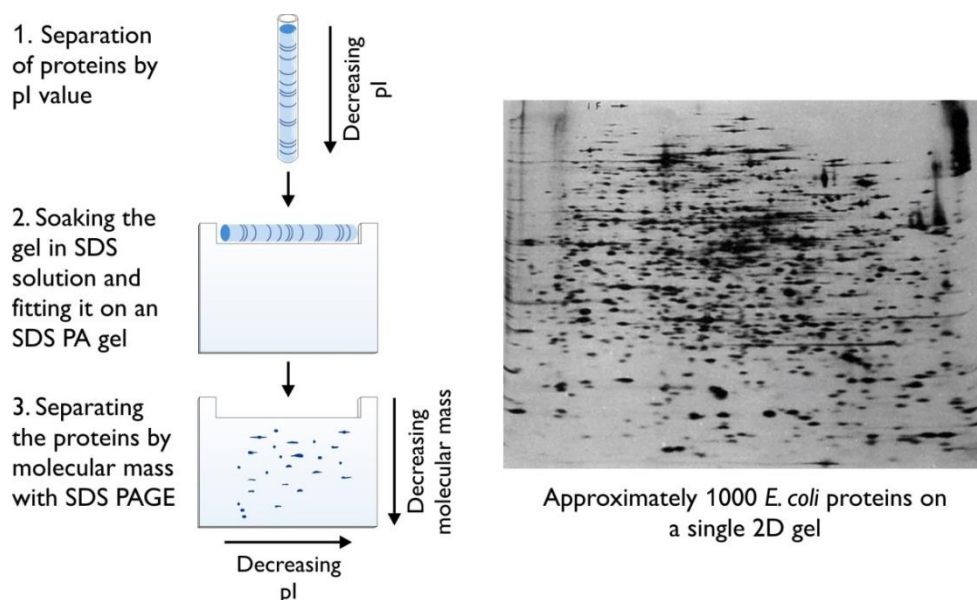 1. Separation
of proteins by
pI value
Decreasing
pI
2. Soaking the
gel in SDS
solution and
fitting it on an
SDS PA gel
3. Separating
the proteins by
molecular mass
with SDS PAGE
Decreasing
molecular mass
Decreasing
pI
Approximately 1000 E. coli proteins on
a single 2D gel